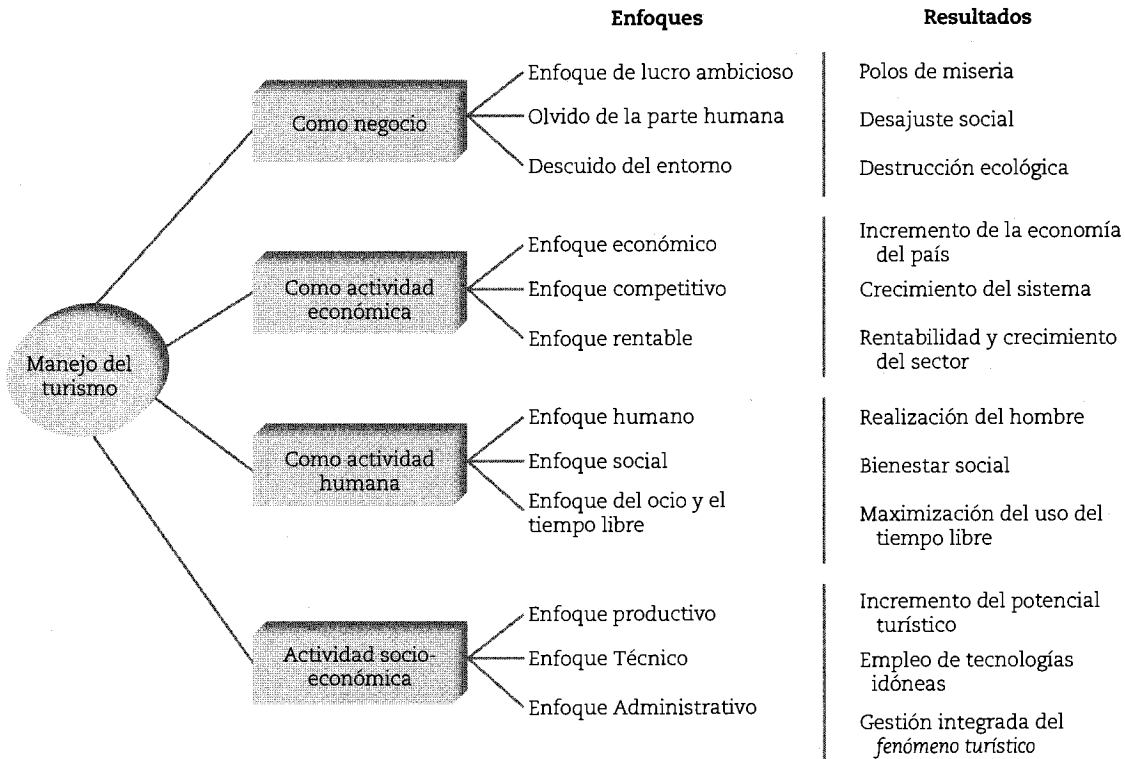 Enfoques
Resultados
Manejo del
turismo
Como negocio
Enfoque de lucro ambicioso
Olvido de la parte humana
Descuido del entorno
Polos de miseria
Desajuste social
Destrucción ecológica
Como actividad
económica
Enfoque económico
Enfoque competitivo
Enfoque rentable
Incremento de la economía
del país
Crecimiento del sistema
Rentabilidad y crecimiento
del sector
Como actividad
humana
Enfoque humano
Enfoque social
Enfoque del ocio y el
tiempo libre
Realización del hombre
Bienestar social
Maximización del uso del
tiempo libre
Actividad socio-
económica
Enfoque productivo
Enfoque Técnico
Enfoque Administrativo
Incremento del potencial
turístico
Empleo de tecnologías
idóneas
Gestión integrada del
fenómeno turístico